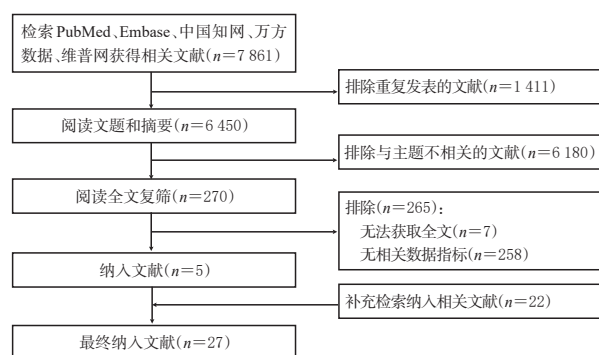 检索PubMed、Embase、中国知网、万方
数据、维普网获得相关文献(n=7 861)
排除重复发表的文献(n=1 411)
阅读文题和摘要(n=6 450)
排除与主题不相关的文献(n=6 180)
阅读全文复筛(n=270)
排除(n=265):
无法获取全文(n=7)
无相关数据指标(n=258)
纳入文献(n=5)
补充检索纳入相关文献(n=22)
最终纳入文献(n=27)